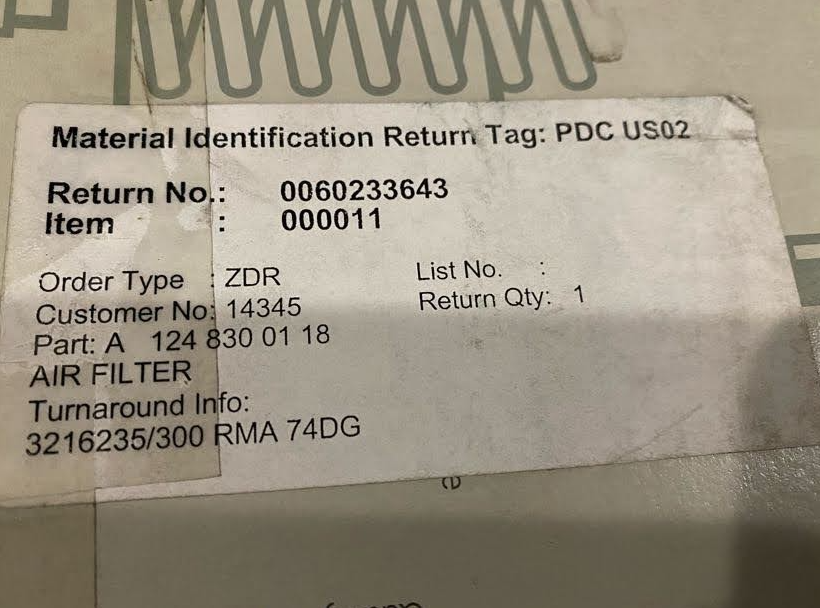 Material Identification Return Tag: PDC US02
Return No.: 0060233643
Item : 000011
Order Type : ZDR List No. :
Customer No: 14345 Return Qty: 1
Part: A 124 830 01 18
AIR FILTER
Turnaround Info:
3216235/300 RMA 74DG